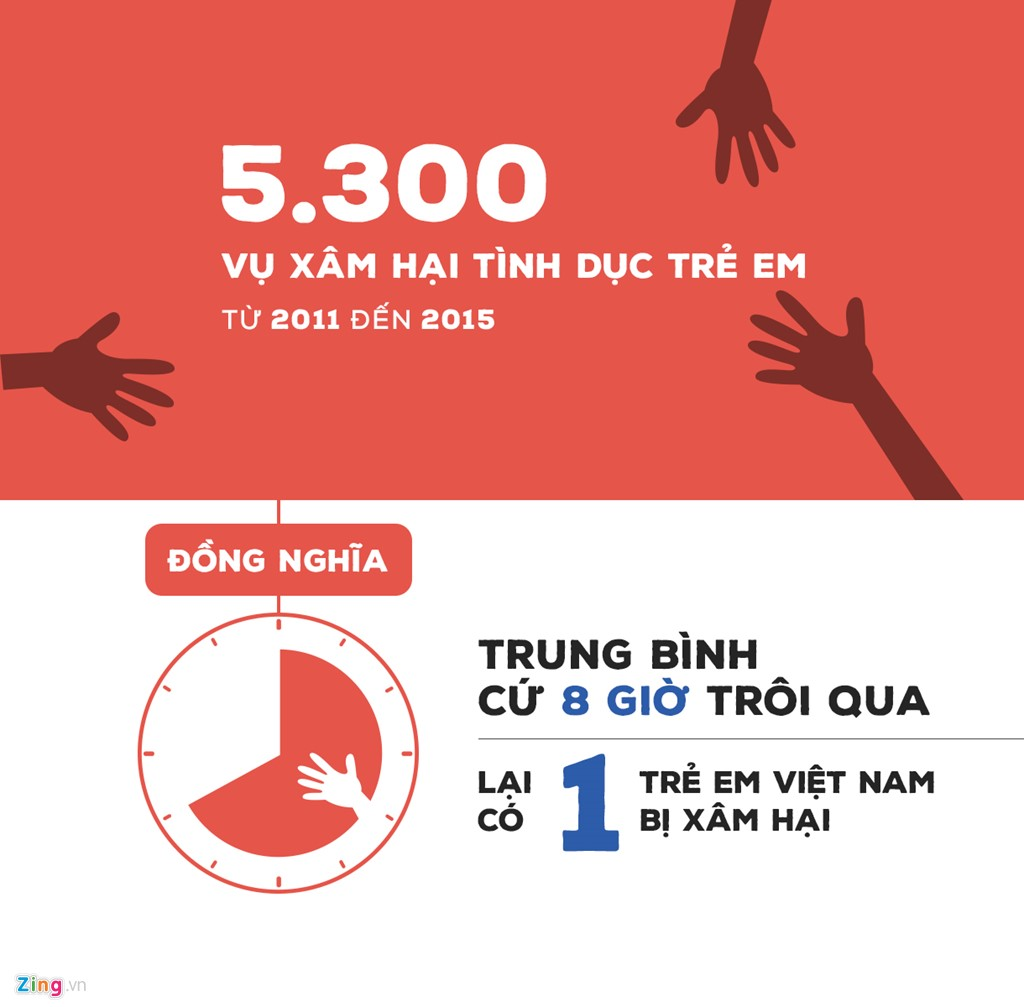 5.300
VỤ XÂM HẠI TÌNH DỤC TRẺ EM
TỪ 2011 ĐẾN 2015
ĐỒNG NGHĨA
TRUNG BÌNH
CỨ 8 GIỜ TRÔI QUA
LẠI CÓ
1
TRẺ EM VIỆT NAM
BỊ XÂM HẠI
Zing.vn